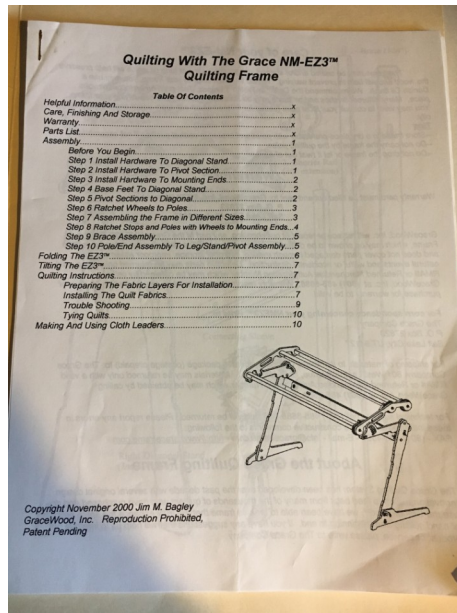 Quilting With The Grace NM-EZ3™
Quilting Frame
Table Of Contents
Helpful Information..........x
Care, Finishing And Storage..........x
Warranty..........x
Parts List..........x
Assembly..........1
Before You Begin..........1
Step 1 Install Hardware To Diagonal Stand..........1
Step 2 Install Hardware To Pivot Section..........1
Step 3 Install Hardware To Mounting Ends..........2
Step 4 Base Feet To Diagonal Stand..........2
Step 5 Pivot Sections to Diagonal..........2
Step 6 Ratchet Wheels to Poles..........3
Step 7 Assembling the Frame in Different Sizes..........3
Step 8 Ratchet Stops and Poles with Wheels to Mounting Ends...4
Step 9 Brace Assembly..........5
Step 10 Pole/End Assembly To Leg/Stand/Pivot Assembly....5
Folding The EZ3™..........6
Tilting The EZ3™..........7
Quilting Instructions..........7
Preparing The Fabric Layers For Installation..........7
Installing The Quilt Fabrics..........7
Trouble Shooting..........9
Tying Quilts..........10
Making And Using Cloth Leaders..........10
About the Grace Quilting Frame
Copyright November 2000 Jim M. Bagley
GraceWood, Inc. Reproduction Prohibited,
Patent Pending